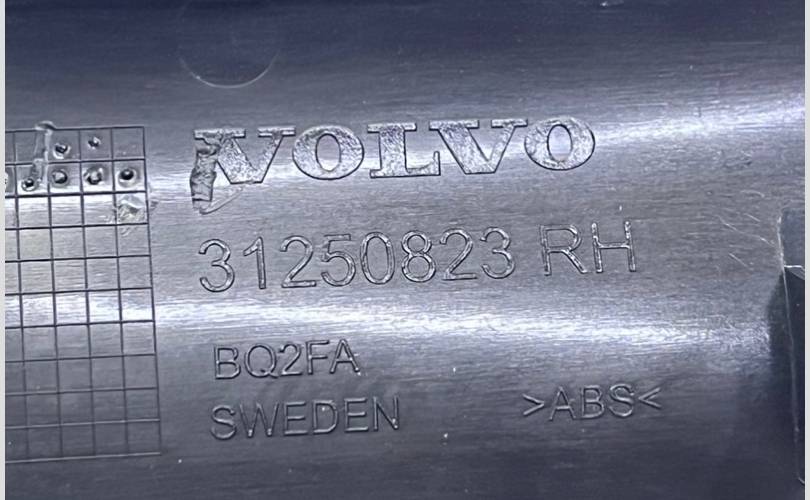 VOLVO
31250823 RH
BQ2FA
SWEDEN >ABS<